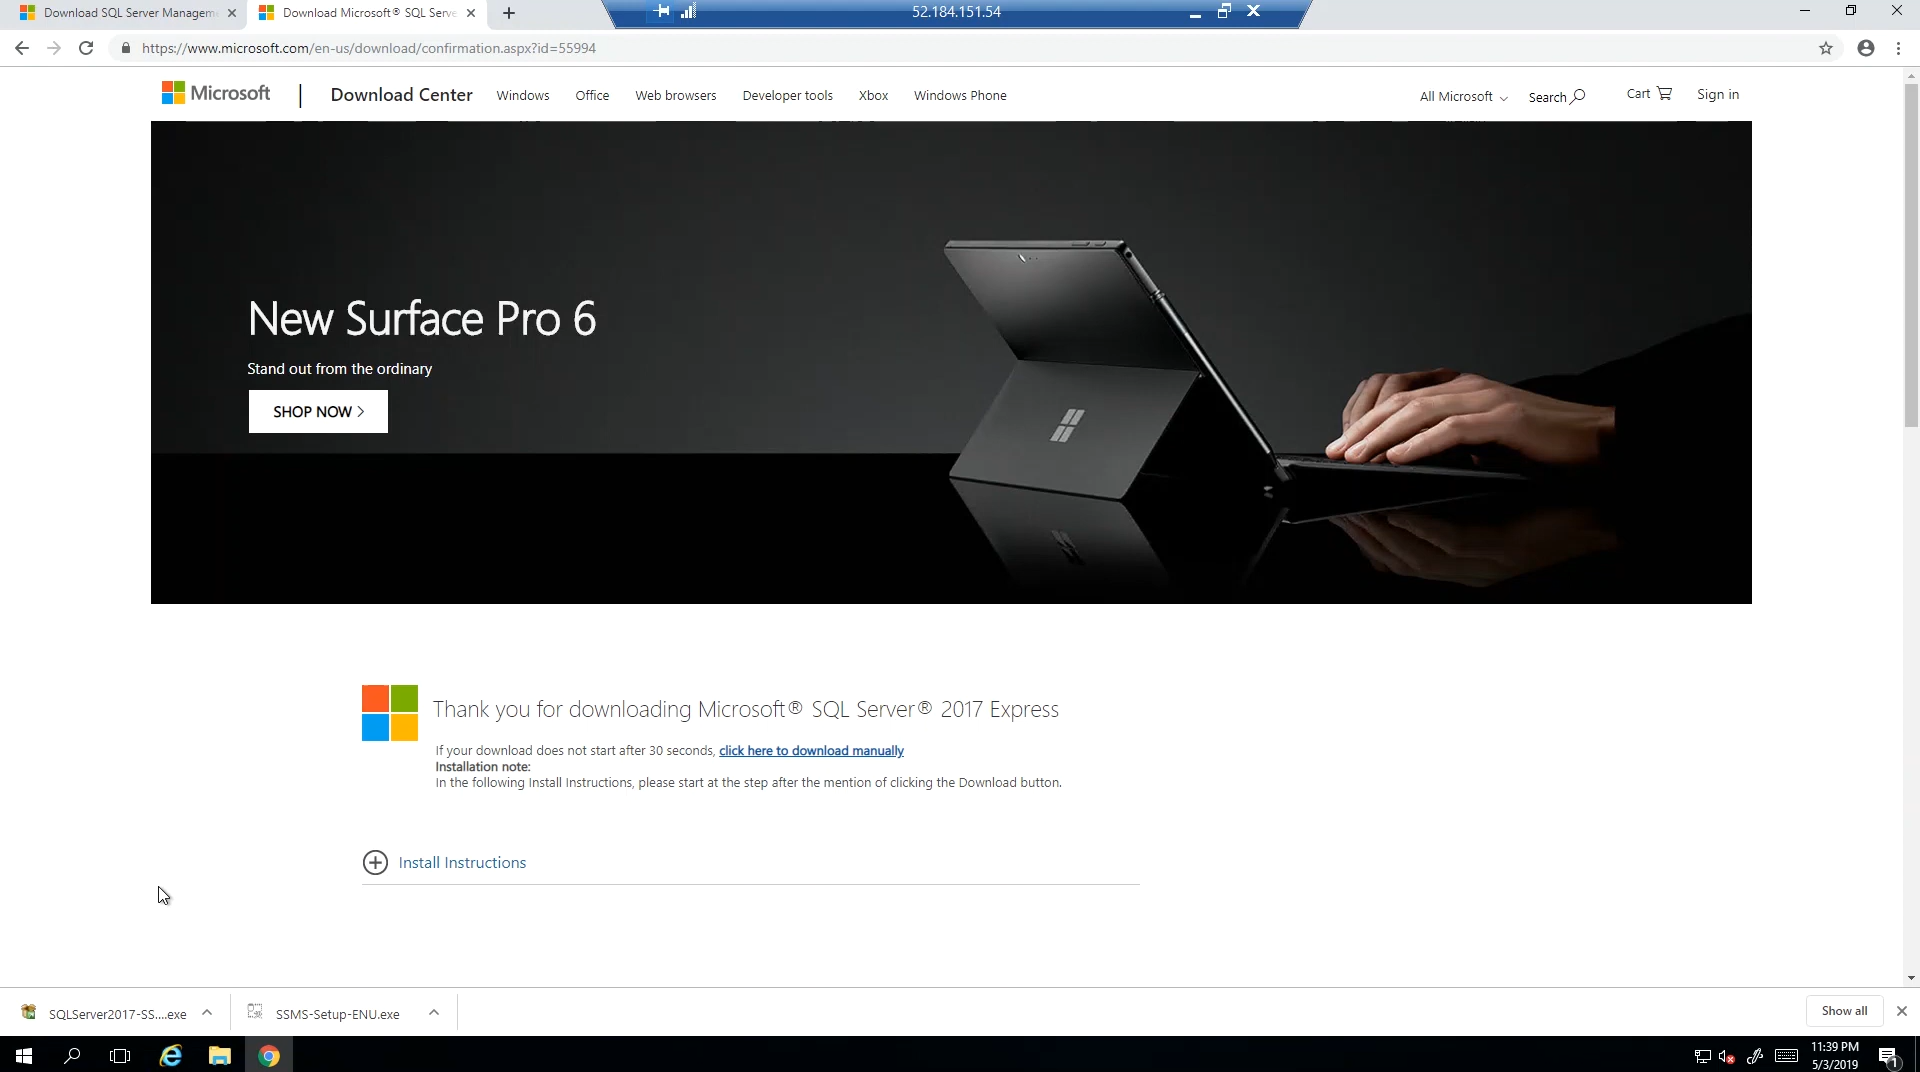 Download SQL Server Managem
Download Microsoft® SQL Serve
52.184.151.54
https://www.microsoft.com/en-us/download/confirmation.aspx?id=55994
Microsoft
Download Center
Windows
Office
Web browsers
Developer tools
Xbox
Windows Phone
All Microsoft
Search
Cart
Sign in
New Surface Pro 6
Stand out from the ordinary
SHOP NOW
Thank you for downloading Microsoft® SQL Server® 2017 Express
If your download does not start after 30 seconds, click here to download manually
Installation note:
In the following Install Instructions, please start at the step after the mention of clicking the Download button.
Install Instructions
SQLServer2017-SS....exe
SSMS-Setup-ENU.exe
Show all
11:39 PM
5/3/2019
1